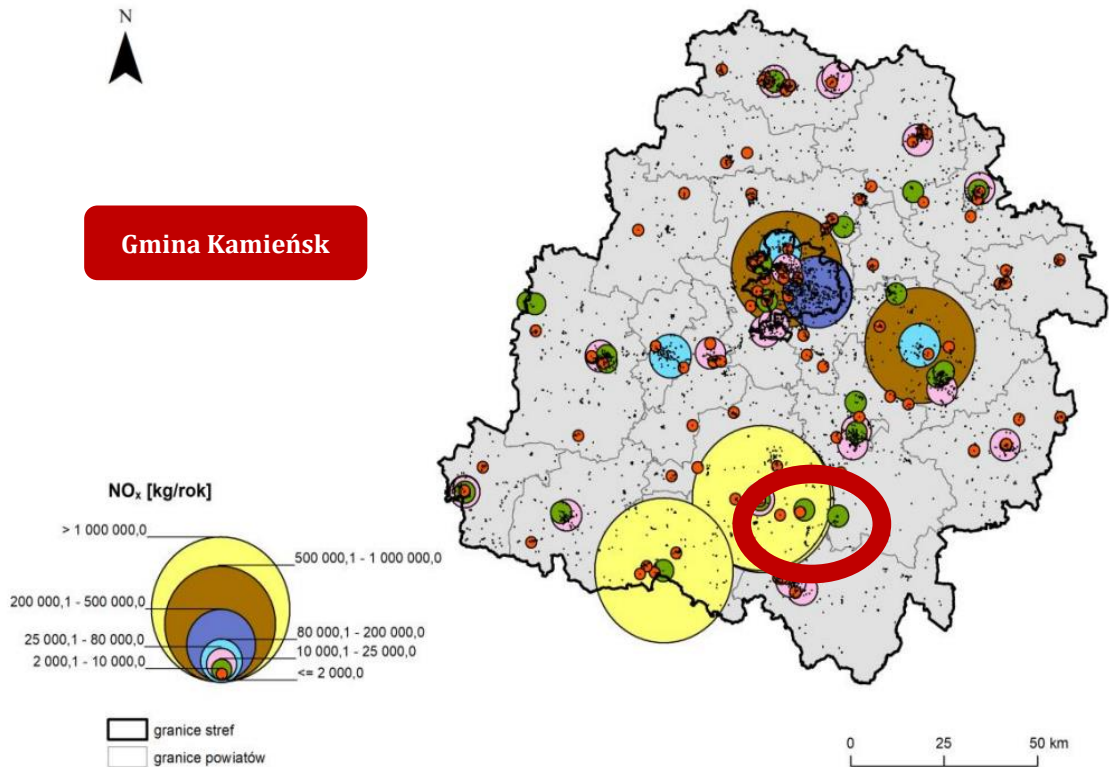 N
Gmina Kamieńsk
NOₓ [kg/rok]
> 1 000 000,0
500 000,1 - 1 000 000,0
200 000,1 - 500 000,0
80 000,1 - 200 000,0
25 000,1 - 80 000,0
10 000,1 - 25 000,0
2 000,1 - 10 000,0
<= 2 000,0
granice stref
granice powiatów
0 25 50 km